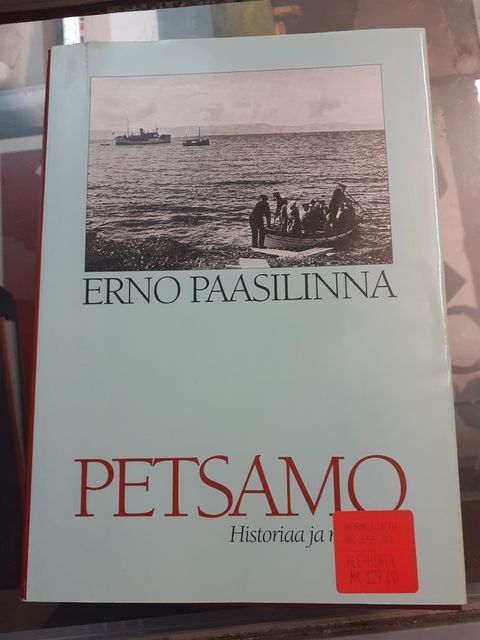 ERNO PAASILINNA
PETSAMO
Historiaa ja
ALE HINTA
MK 129.00